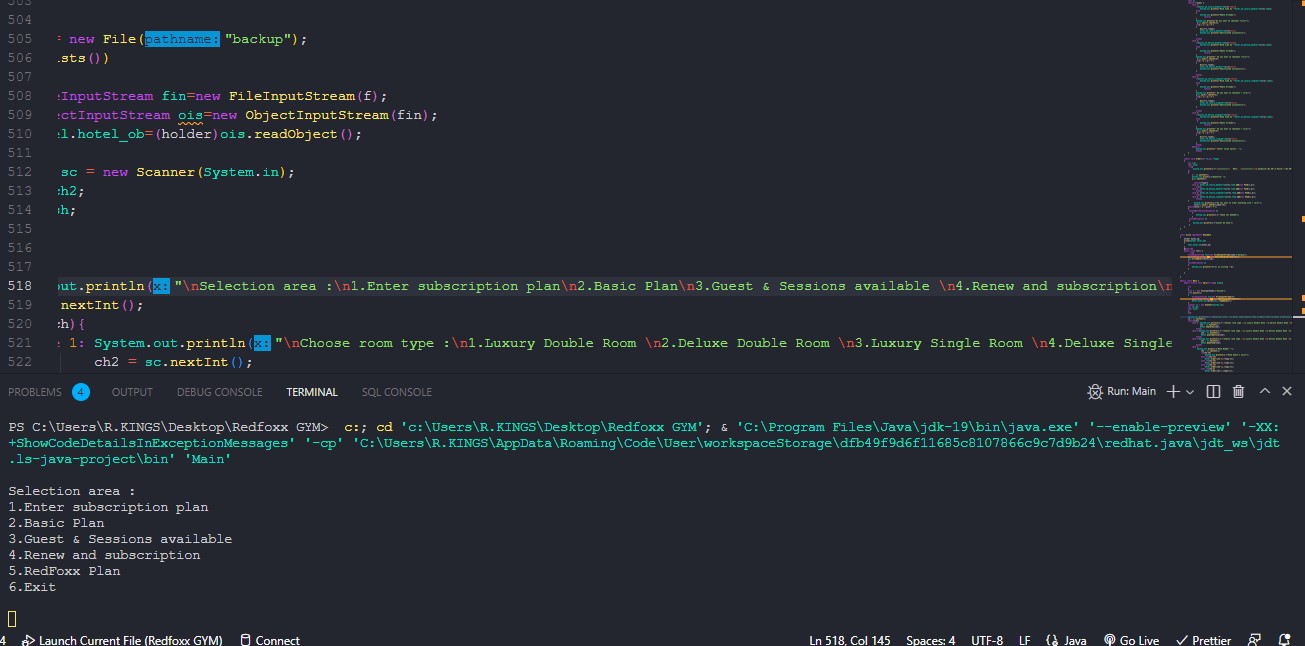 503
504
505 = new File(pathname: "backup");
506 .sts())
507
508 InputStream fin=new FileInputStream(f);
509 ectInputStream ois=new ObjectInputStream(fin);
510 el.hotel_ob=(holder)ois.readObject();
511
512 sc = new Scanner(System.in);
513 ch2;
514 ch;
515
516
517
518 out.println(x: "\nSelection area :\n1.Enter subscription plan\n2.Basic Plan\n3.Guest & Sessions available \n4.Renew and subscription\n
519 nextInt();
520 ch){
521 1: System.out.println(x: "\nChoose room type :\n1.Luxury Double Room \n2.Deluxe Double Room \n3.Luxury Single Room \n4.Deluxe Single
522 ch2 = sc.nextInt();
PROBLEMS 4 OUTPUT DEBUG CONSOLE TERMINAL SQL CONSOLE Run: Main
PS C:\Users\R.KINGS\Desktop\Redfoxx GYM> c:; cd 'c:\Users\R.KINGS\Desktop\Redfoxx GYM'; & 'C:\Program Files\Java\jdk-19\bin\java.exe' '--enable-preview' '-XX:
+ShowCodeDetailsInExceptionMessages' '-cp' 'C:\Users\R.KINGS\AppData\Roaming\Code\User\workspaceStorage\dfb49f9d6f11685c8107866c9c7d9b24\redhat.java\jdt_ws\jdt
.ls-java-project\bin' 'Main'
Selection area :
1.Enter subscription plan
2.Basic Plan
3.Guest & Sessions available
4.Renew and subscription
5.RedFoxx Plan
6.Exit
4 Launch Current File (Redfoxx GYM) Connect Ln 518, Col 145 Spaces: 4 UTF-8 LF {} Java Go Live Prettier